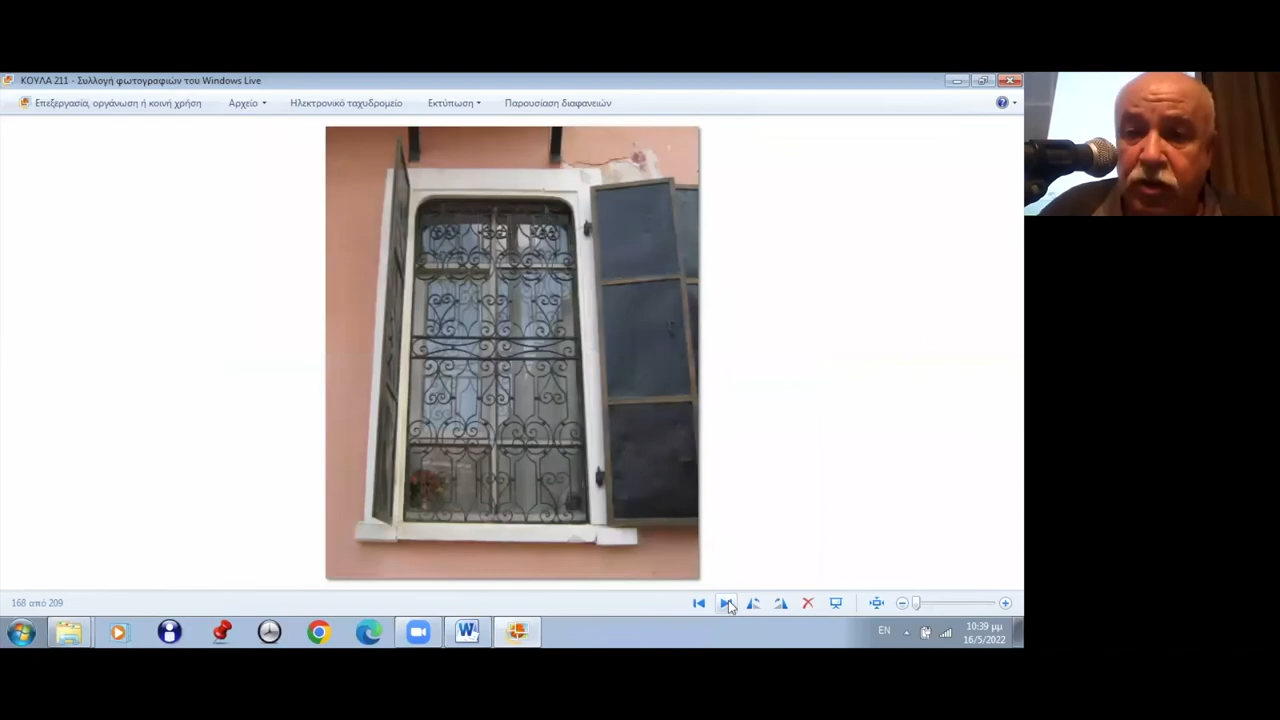 ΚΟΥΛΑ 211 - Συλλογή φωτογραφιών του Windows Live
Επεξεργασία, οργάνωση ή κοινή χρήση Αρχείο Ηλεκτρονικό ταχυδρομείο Εκτύπωση Παρουσίαση διαφανειών
168 από 209
EN
10:39 μμ
16/5/2022